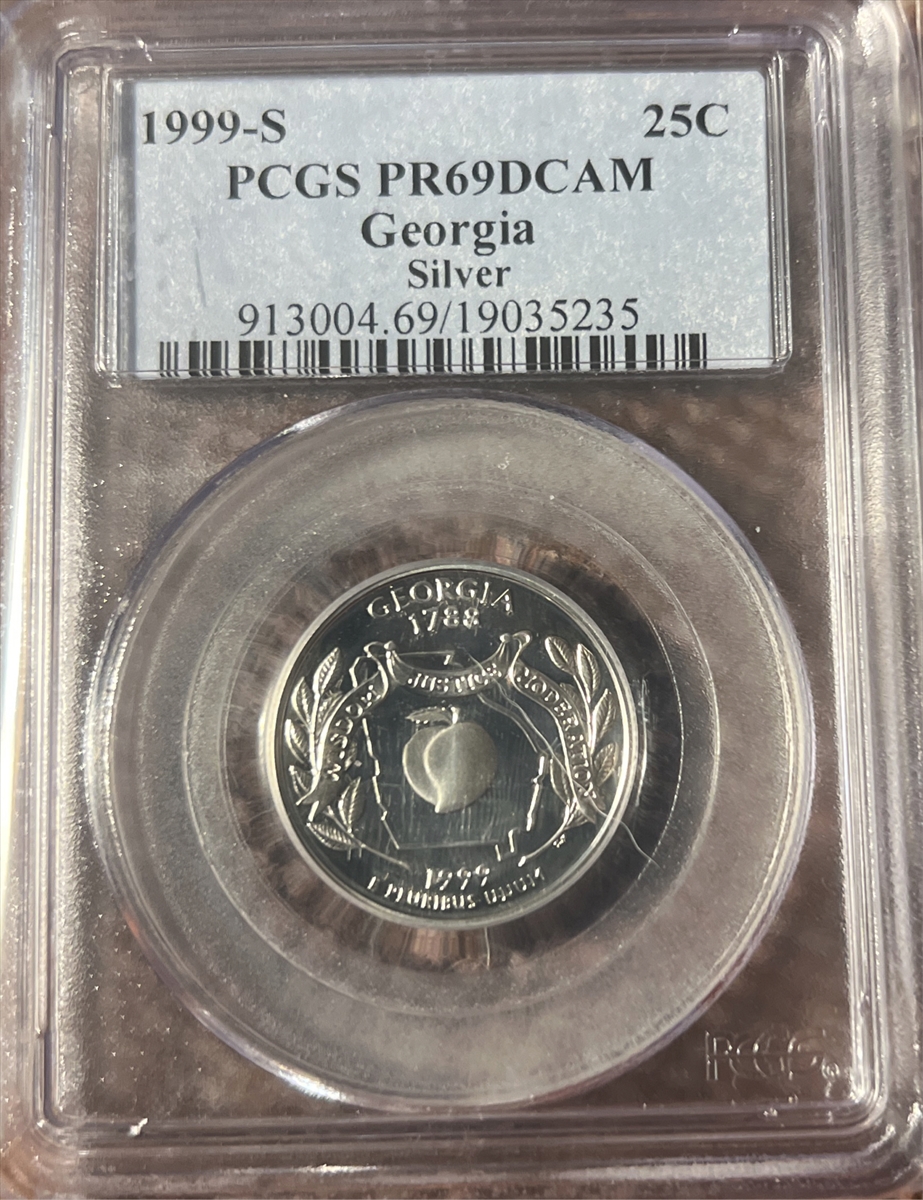 1999-S 25C
PCGS PR69DCAM
Georgia
Silver
913004.69/19035235
GEORGIA
1788
WISDOM JUSTICE MODERATION
1999
E PLURIBUS UNUM
PCGS